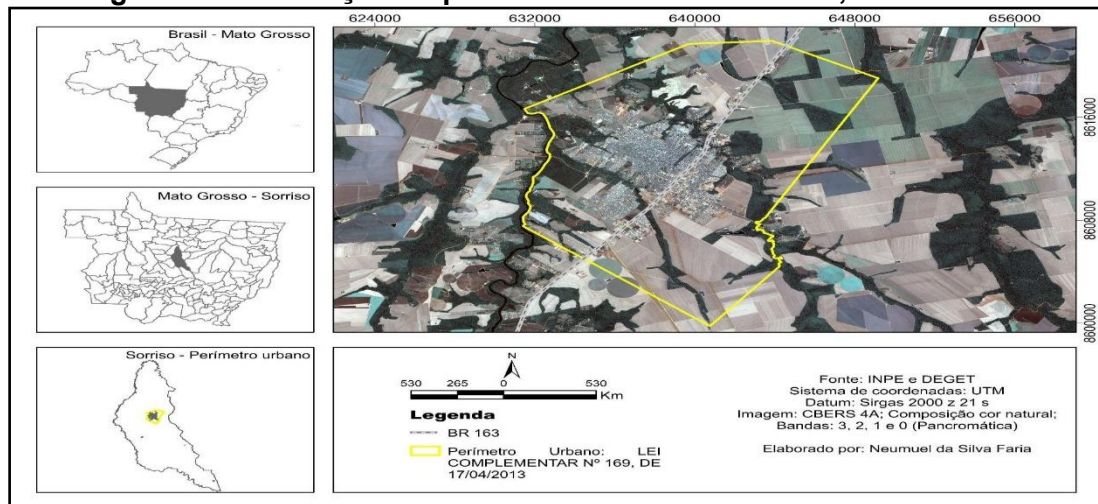 624000 632000 640000 648000 656000
Brasil - Mato Grosso
Mato Grosso - Sorriso
Sorriso - Perímetro urbano
8616000
8608000
8600000
N
530 265 0 530
Km
Legenda
BR 163
Perímetro Urbano: LEI
COMPLEMENTAR Nº 169, DE
17/04/2013
Fonte: INPE e DEGET
Sistema de coordenadas: UTM
Datum: Sirgas 2000 z 21 s
Imagem: CBERS 4A; Composição cor natural;
Bandas: 3, 2, 1 e 0 (Pancromática)
Elaborado por: Neumuel da Silva Faria